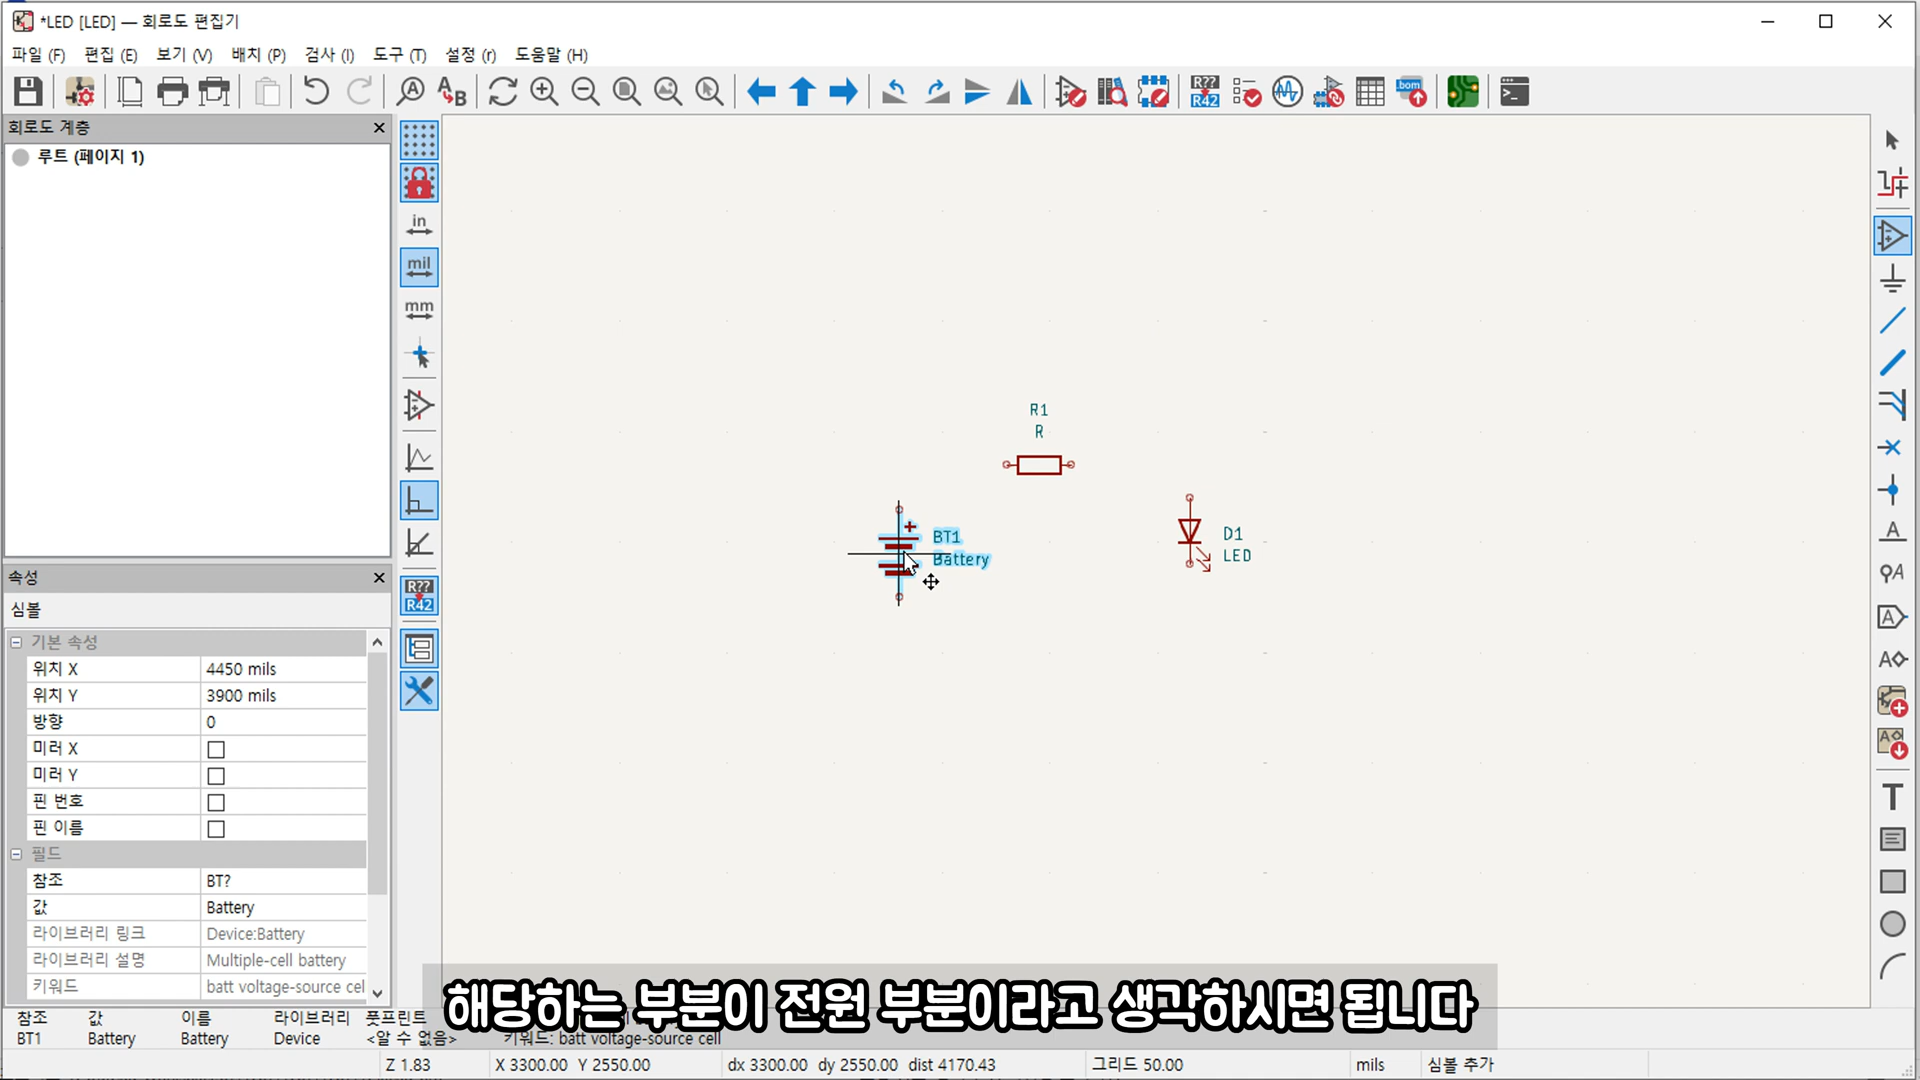 *LED [LED] — 회로도 편집기
파일 (F) 편집 (E) 보기 (V) 배치 (P) 검사 (I) 도구 (T) 설정 (r) 도움말 (H)
회로도 계층
루트 (페이지 1)
in
mil
mm
R??
R42
R??
R42
.bom
속성
심볼
기본 속성
위치 X 4450 mils
위치 Y 3900 mils
방향 0
미러 X
미러 Y
핀 번호
핀 이름
필드
참조 BT?
값 Battery
라이브러리 링크 Device:Battery
라이브러리 설명 Multiple-cell battery
키워드 batt voltage-source cel
R1
R
BT1
Battery
D1
LED
해당하는 부분이 전원 부분이라고 생각하시면 됩니다
참조 값 이름 라이브러리 풋프린트
BT1 Battery Battery Device <알 수 없음> 키워드: batt voltage-source cell
Z 1.83 X 3300.00 Y 2550.00 dx 3300.00 dy 2550.00 dist 4170.43 그리드 50.00 mils 심볼 추가